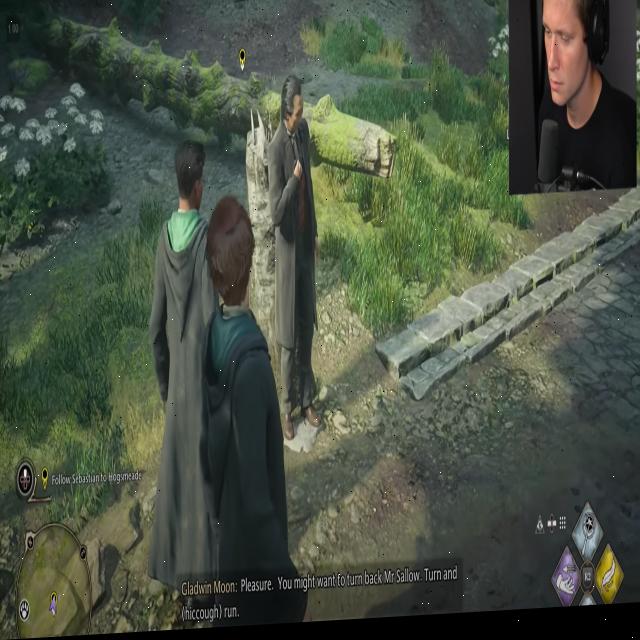 Follow Sebastian to Hogsmeade
Gladwin Moon: Pleasure. You might want to turn back Mr Sallow. Turn and
(hiccough) run.